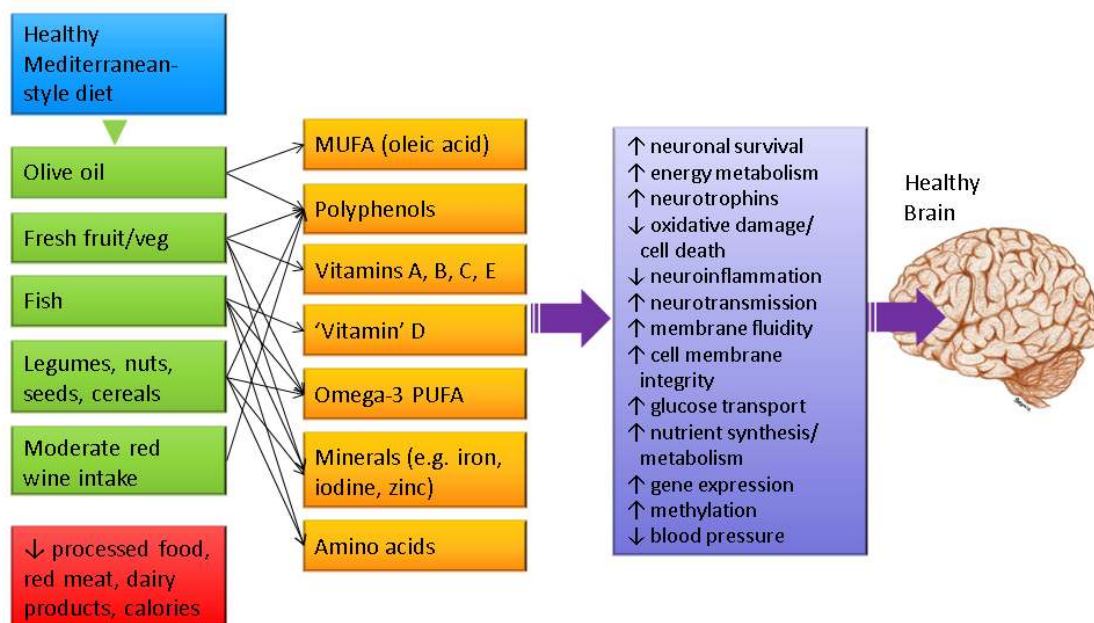 Healthy
Mediterranean-
style diet
Olive oil
Fresh fruit/veg
Fish
Legumes, nuts,
seeds, cereals
Moderate red
wine intake
↓ processed food,
red meat, dairy
products, calories
MUFA (oleic acid)
Polyphenols
Vitamins A, B, C, E
‘Vitamin’ D
Omega-3 PUFA
Minerals (e.g. iron,
iodine, zinc)
Amino acids
↑ neuronal survival
↑ energy metabolism
↑ neurotrophins
↓ oxidative damage/
cell death
↓ neuroinflammation
↑ neurotransmission
↑ membrane fluidity
↑ cell membrane
integrity
↑ glucose transport
↑ nutrient synthesis/
metabolism
↑ gene expression
↑ methylation
↓ blood pressure
Healthy
Brain